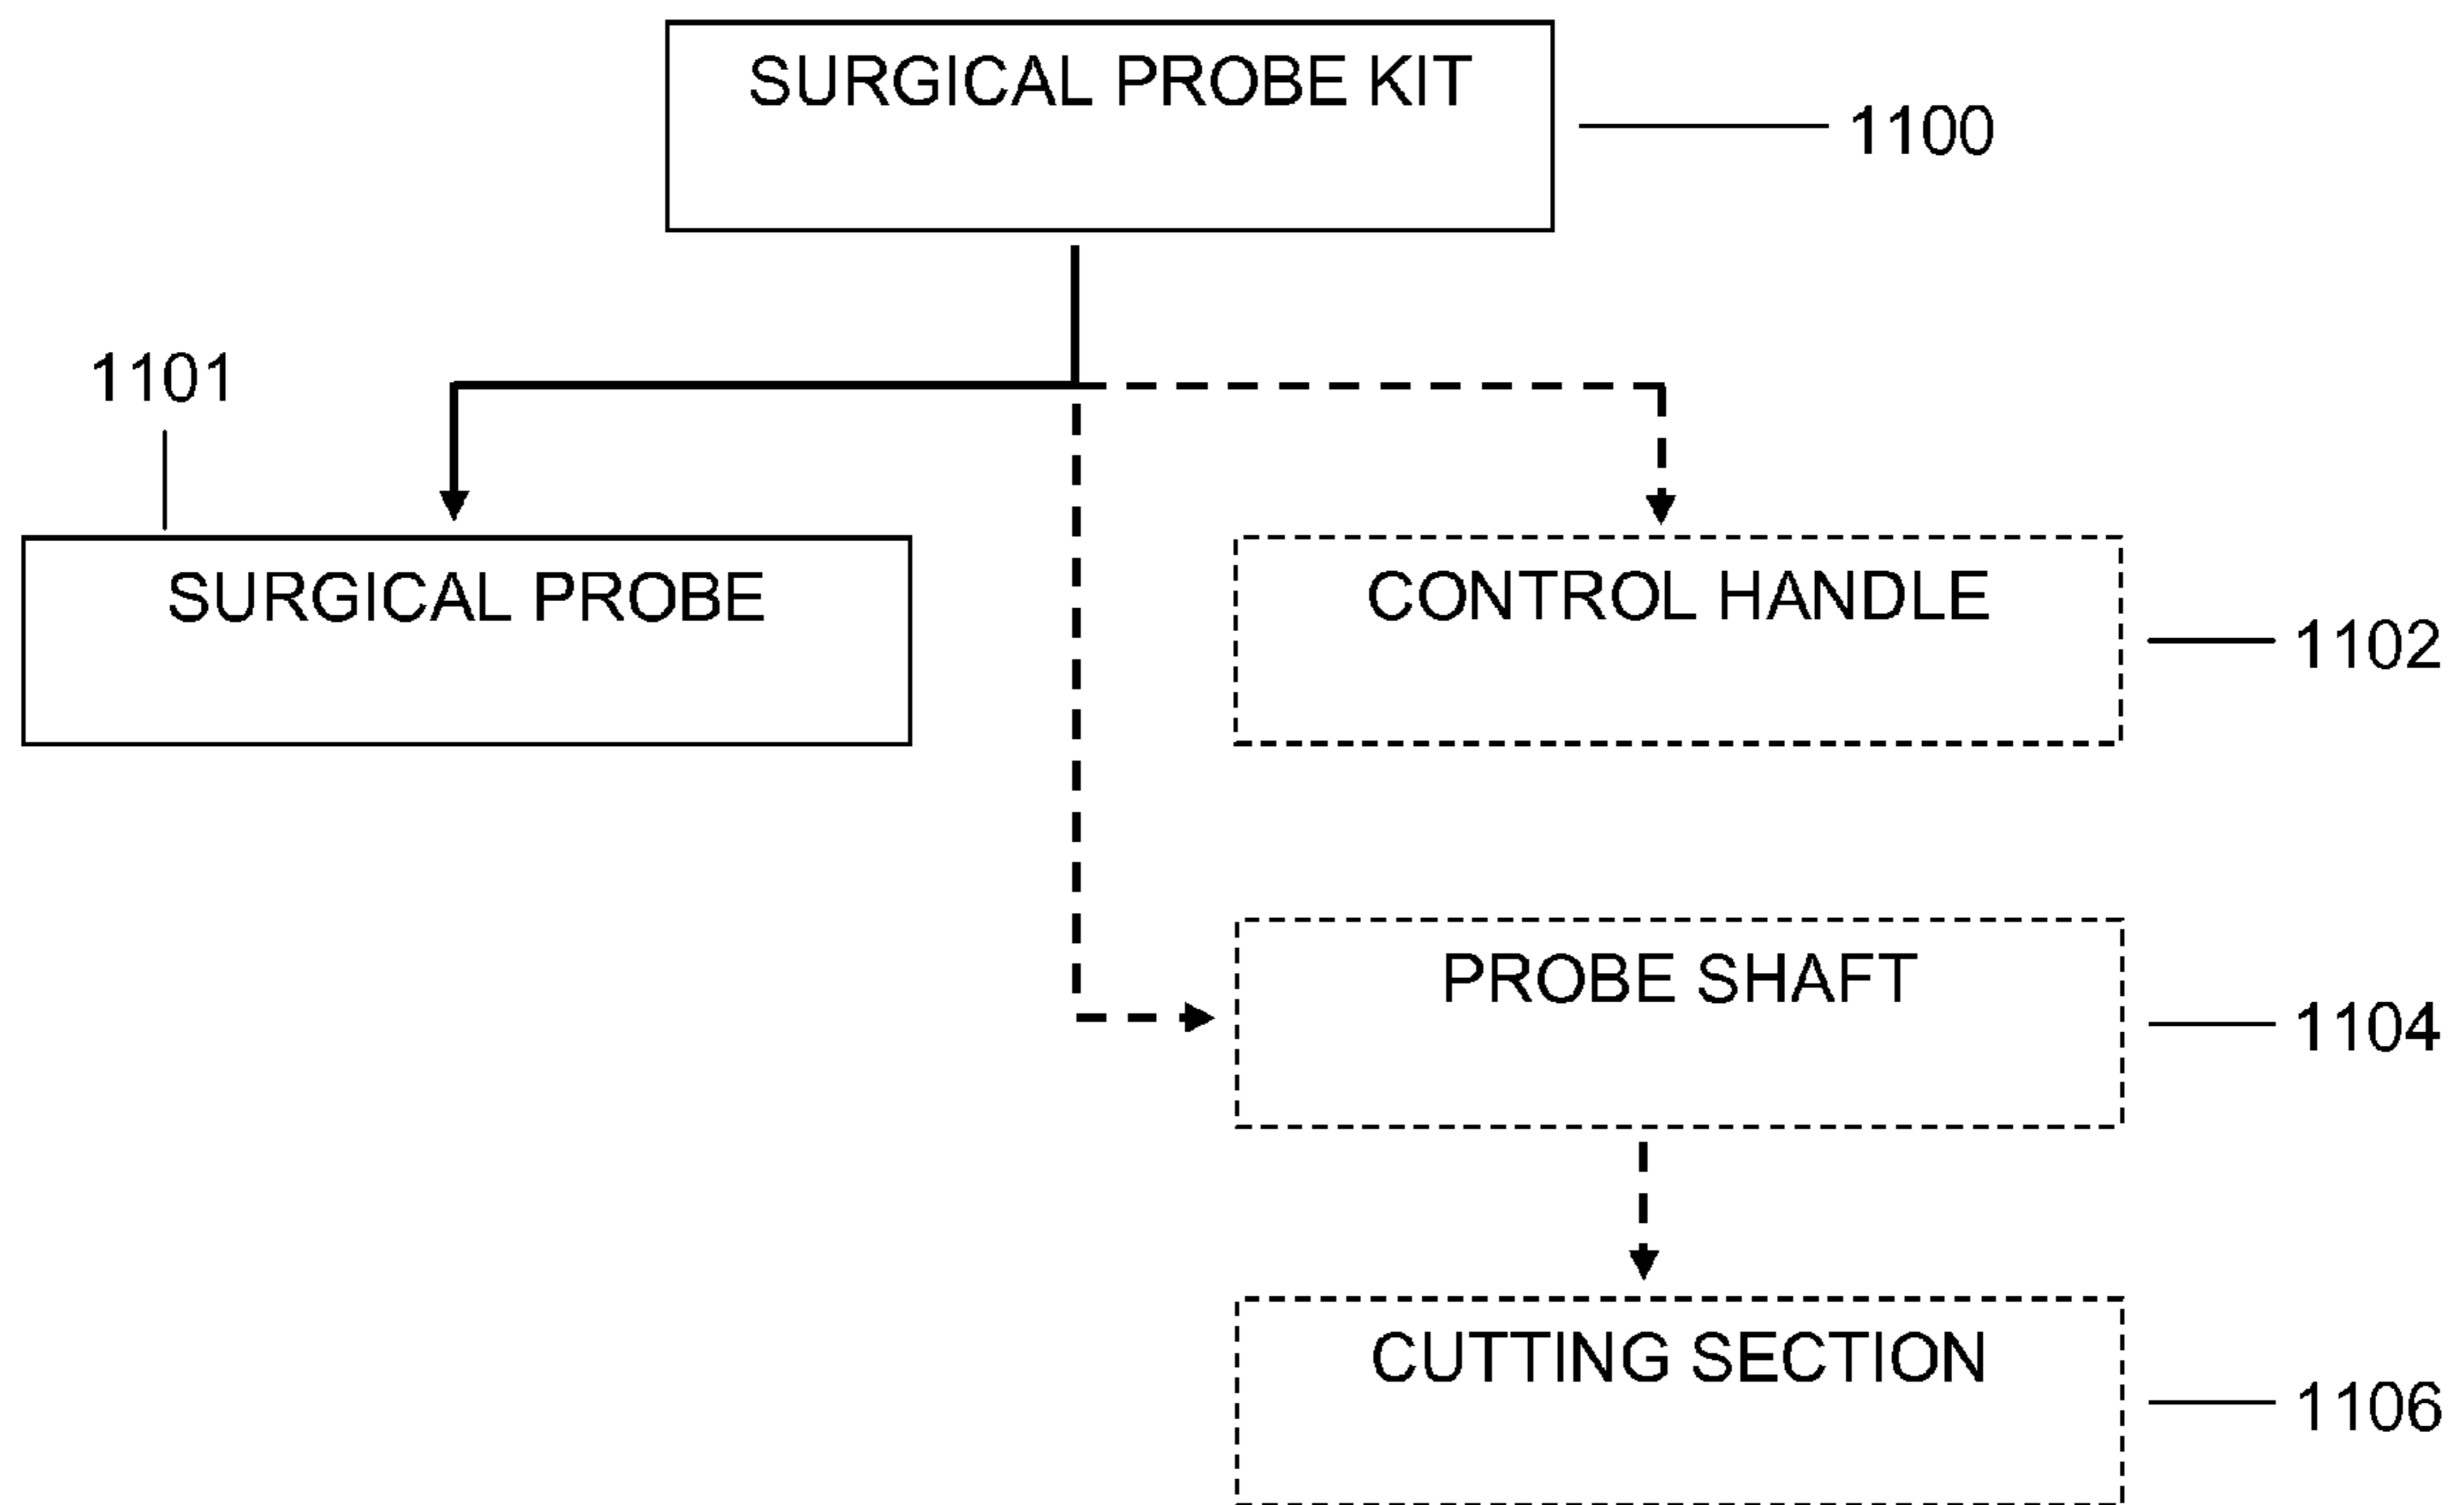 SURGICAL PROBE KIT
1100
1101
SURGICAL PROBE
CONTROL HANDLE
1102
PROBE SHAFT
1104
CUTTING SECTION
1106